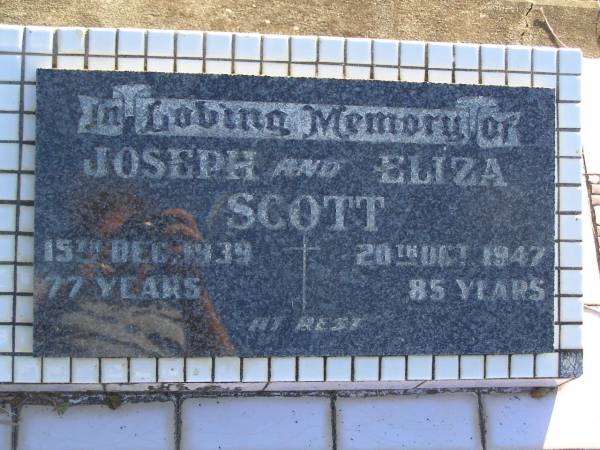 In Loving Memory of
JOSEPH AND ELIZA
SCOTT
15TH DEC. 1939 20TH OCT. 1947
77 YEARS 85 YEARS
AT REST